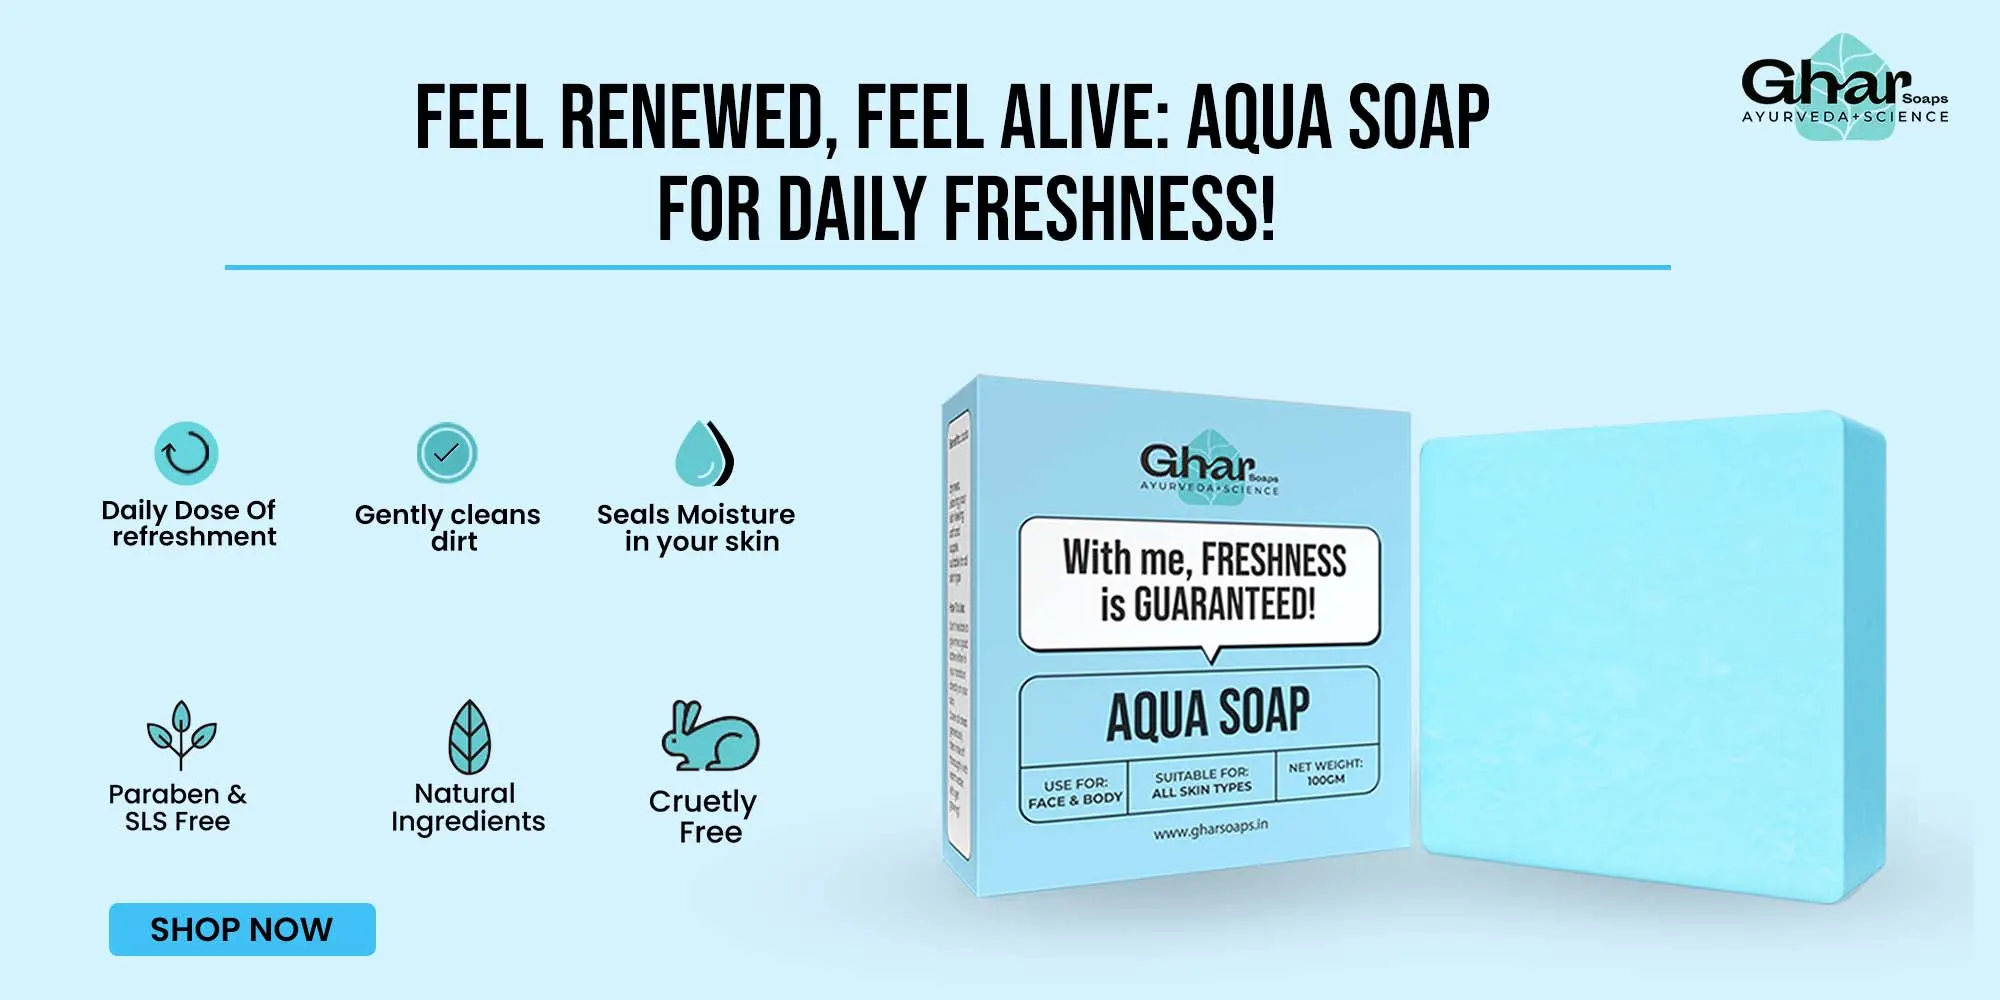 FEEL RENEWED, FEEL ALIVE: AQUA SOAP
FOR DAILY FRESHNESS!
Ghar
Soaps
AYURVEDA+SCIENCE
Daily Dose Of
refreshment
Gently cleans
dirt
Seals Moisture
in your skin
Paraben &
SLS Free
Natural
Ingredients
Cruetly
Free
SHOP NOW
Ghar
Soaps
AYURVEDA+SCIENCE
With me, FRESHNESS
is GUARANTEED!
AQUA SOAP
USE FOR:
FACE & BODY
SUITABLE FOR:
ALL SKIN TYPES
NET WEIGHT:
100GM
www.gharsoaps.in